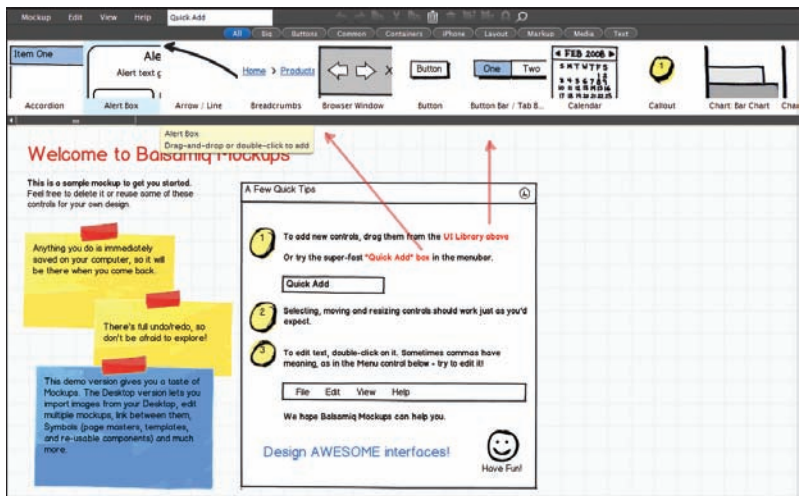 Mockup Edit View Help Quick Add
All Big Buttons Common Containers iPhone Layout Markup Media Text
Item One
Ale
Alert text g
Home > Products
Button
One Two
FEB 2008
S M T W T F S
1
Accordion Alert Box Arrow / Line Breadcrumbs Browser Window Button Button Bar / Tab B... Calendar Callout Chart: Bar Chart Cha
Alert Box
Drag-and-drop or double-click to add
Welcome to Balsamiq Mockups
This is a sample mockup to get you started.
Feel free to delete it or reuse some of these
controls for your own design.
Anything you do is immediately
saved on your computer, so it will
be there when you come back.
There's full undo/redo, so
don't be afraid to explore!
This demo version gives you a taste of
Mockups. The Desktop version lets you
import images from your Desktop, edit
multiple mockups, link between them,
Symbols (page masters, templates,
and re-usable components) and much
more.
A Few Quick Tips
1
To add new controls, drag them from the UI Library above
Or try the super-fast "Quick Add" box in the menubar.
Quick Add
2
Selecting, moving and resizing controls should work just as you'd
expect.
3
To edit text, double-click on it. Sometimes commas have
meaning, as in the Menu control below - try to edit it!
File Edit View Help
We hope Balsamiq Mockups can help you.
Design AWESOME interfaces!
Have Fun!